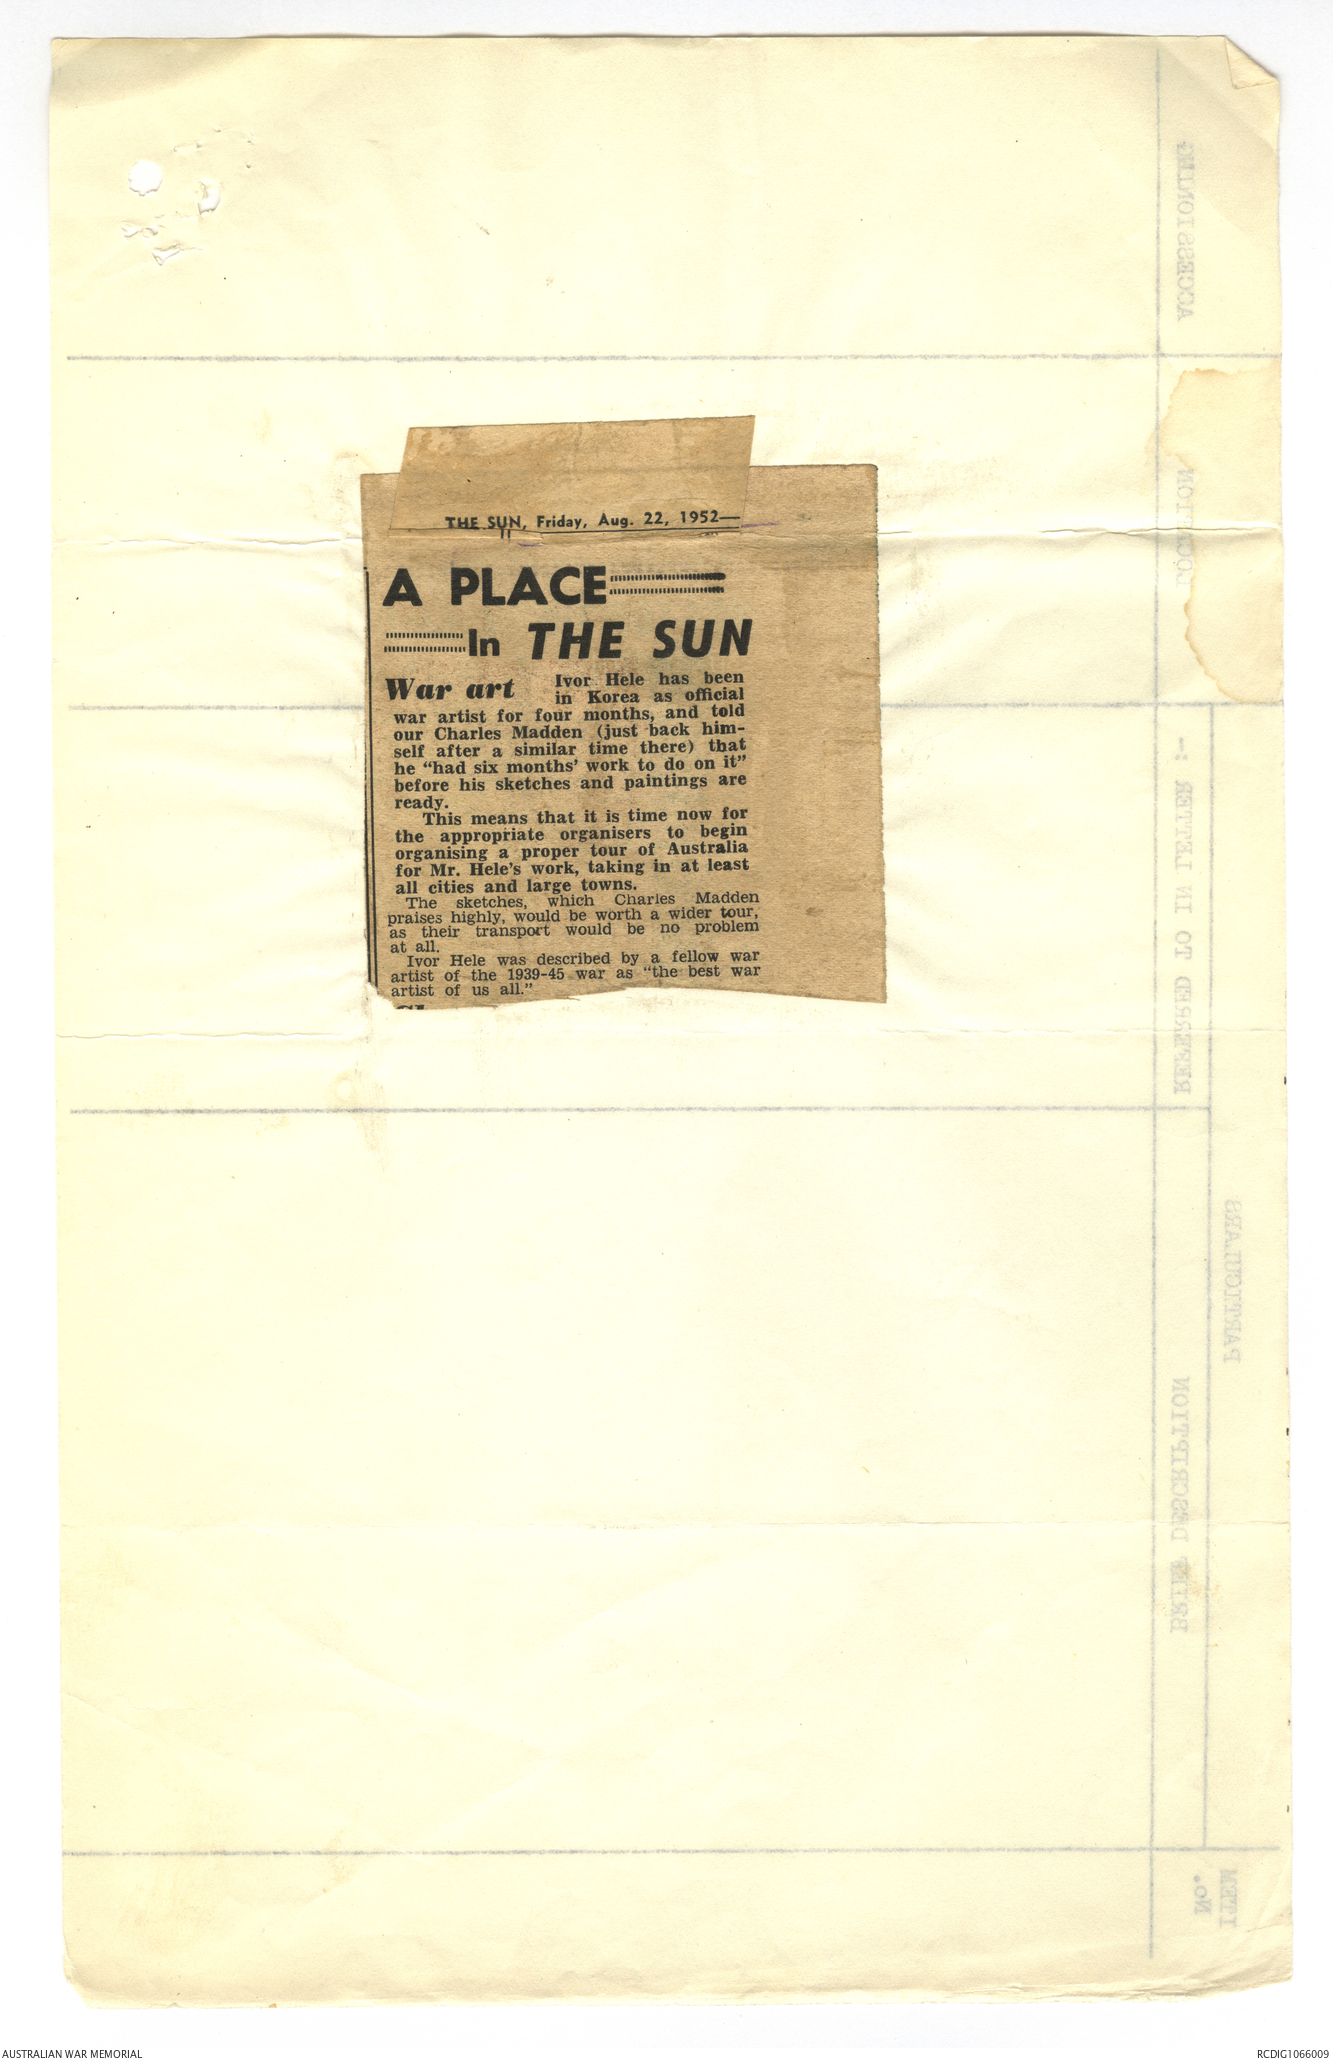 THE SUN, Friday, Aug. 22, 1952—
A PLACE
In THE SUN
War art Ivor Hele has been
in Korea as official
war artist for four months, and told
our Charles Madden (just back him-
self after a similar time there) that
he "had six months' work to do on it"
before his sketches and paintings are
ready.
This means that it is time now for
the appropriate organisers to begin
organising a proper tour of Australia
for Mr. Hele's work, taking in at least
all cities and large towns.
The sketches, which Charles Madden
praises highly, would be worth a wider tour,
as their transport would be no problem
at all.
Ivor Hele was described by a fellow war
artist of the 1939-45 war as "the best war
artist of us all."
ACCESSIONING
LOCATION
REFERRED TO IN LETTER :-
PARTICULARS
BRIEF DESCRIPTION
ITEM
No.
AUSTRALIAN WAR MEMORIAL
RCDIG1066009